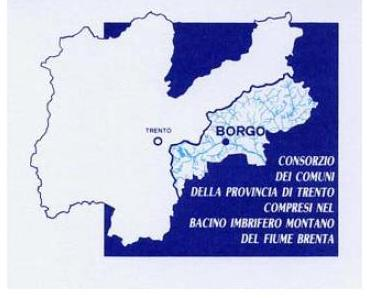 TRENTO
BORGO
CONSORZIO
DEI COMUNI
DELLA PROVINCIA DI TRENTO
COMPRESI NEL
BACINO IMBRIFERO MONTANO
DEL FIUME BRENTA